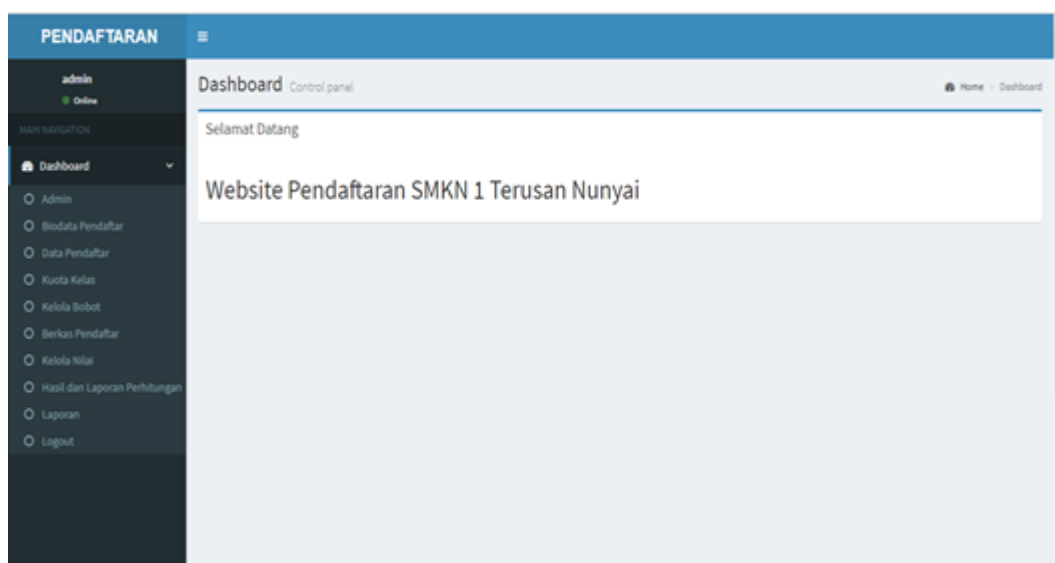 PENDAFTARAN
admin
Online
MAIN NAVIGATION
Dashboard
Admin
Biodata Pendaftar
Data Pendaftar
Kuota Kelas
Kelola Bobot
Berkas Pendaftar
Kelola Nilai
Hasil dan Laporan Perhitungan
Laporan
Logout
Dashboard Control panel
Home > Dashboard
Selamat Datang
Website Pendaftaran SMKN 1 Terusan Nunyai